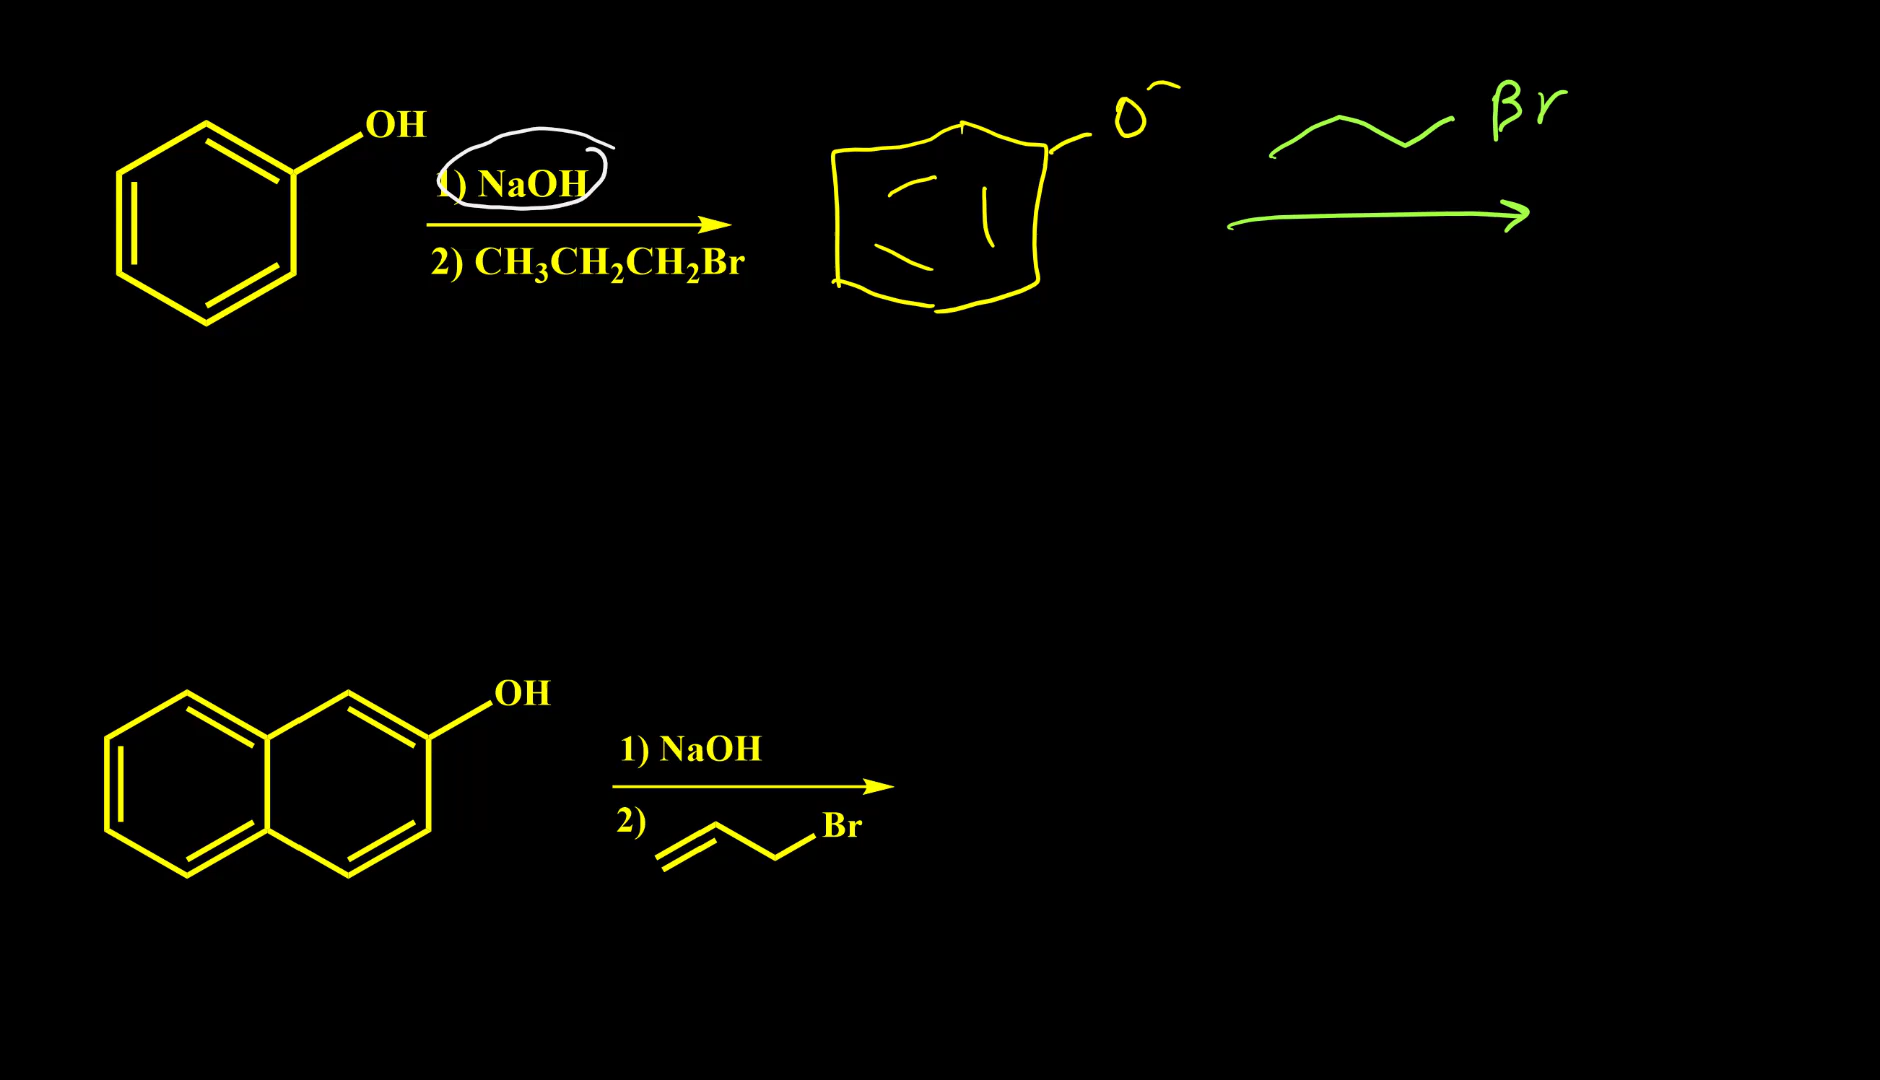 OH
1) NaOH
2) CH₃CH₂CH₂Br
O⁻
Br
OH
1) NaOH
2)
Br